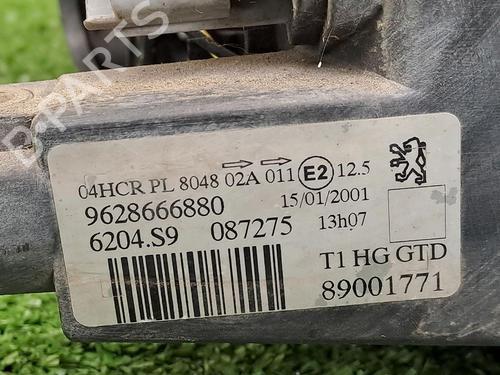 04HCR PL 8048 02A 011 E2 12.5
9628666880 15/01/2001
6204.S9 087275 13h07
T1 HG GTD
89001771
B-PARTS